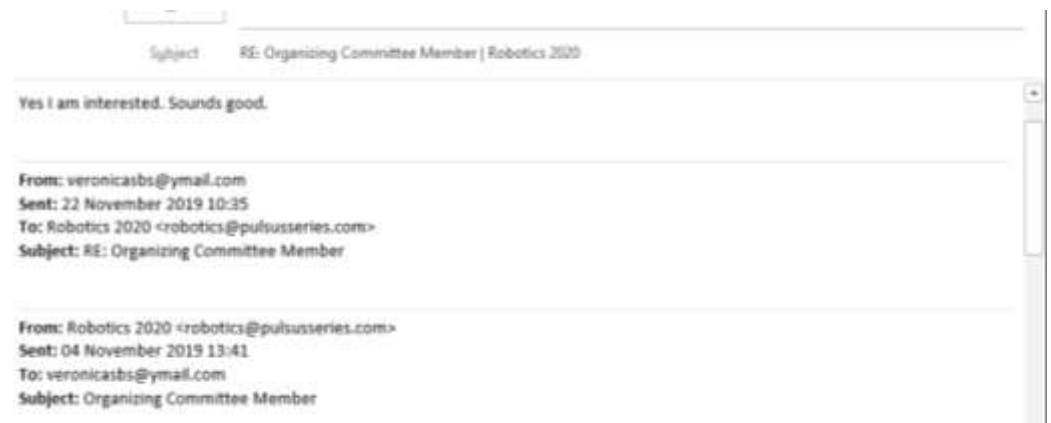 Subject RE: Organizing Committee Member | Robotics 2020
Yes I am interested. Sounds good.
From: veronicasbs@ymail.com
Sent: 22 November 2019 10:35
To: Robotics 2020 <robotics@pulsusseries.com>
Subject: RE: Organizing Committee Member
From: Robotics 2020 <robotics@pulsusseries.com>
Sent: 04 November 2019 13:41
To: veronicasbs@ymail.com
Subject: Organizing Committee Member